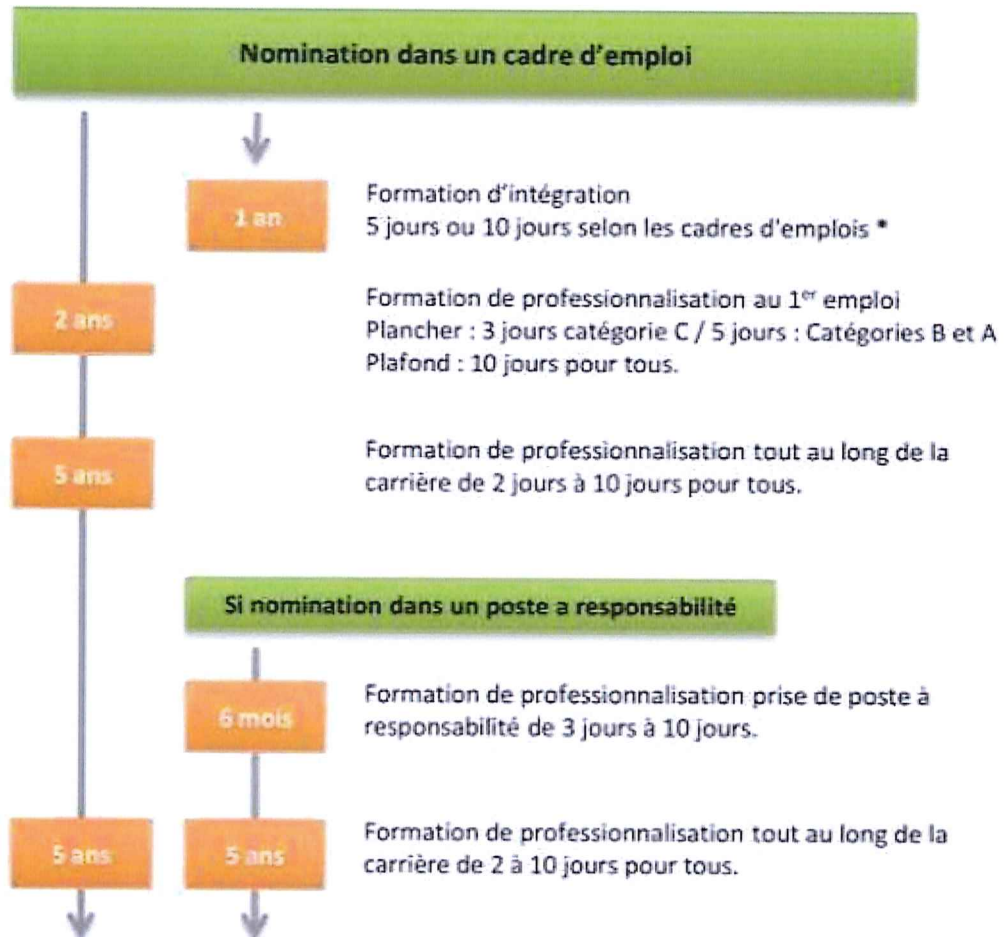 Nomination dans un cadre d'emploi
1 an
Formation d'intégration
5 jours ou 10 jours selon les cadres d'emplois *
2 ans
Formation de professionnalisation au 1er emploi
Plancher : 3 jours catégorie C / 5 jours : Catégories B et A
Plafond : 10 jours pour tous.
5 ans
Formation de professionnalisation tout au long de la
carrière de 2 jours à 10 jours pour tous.
Si nomination dans un poste a responsabilité
6 mois
Formation de professionnalisation prise de poste à
responsabilité de 3 jours à 10 jours.
5 ans
5 ans
Formation de professionnalisation tout au long de la
carrière de 2 à 10 jours pour tous.